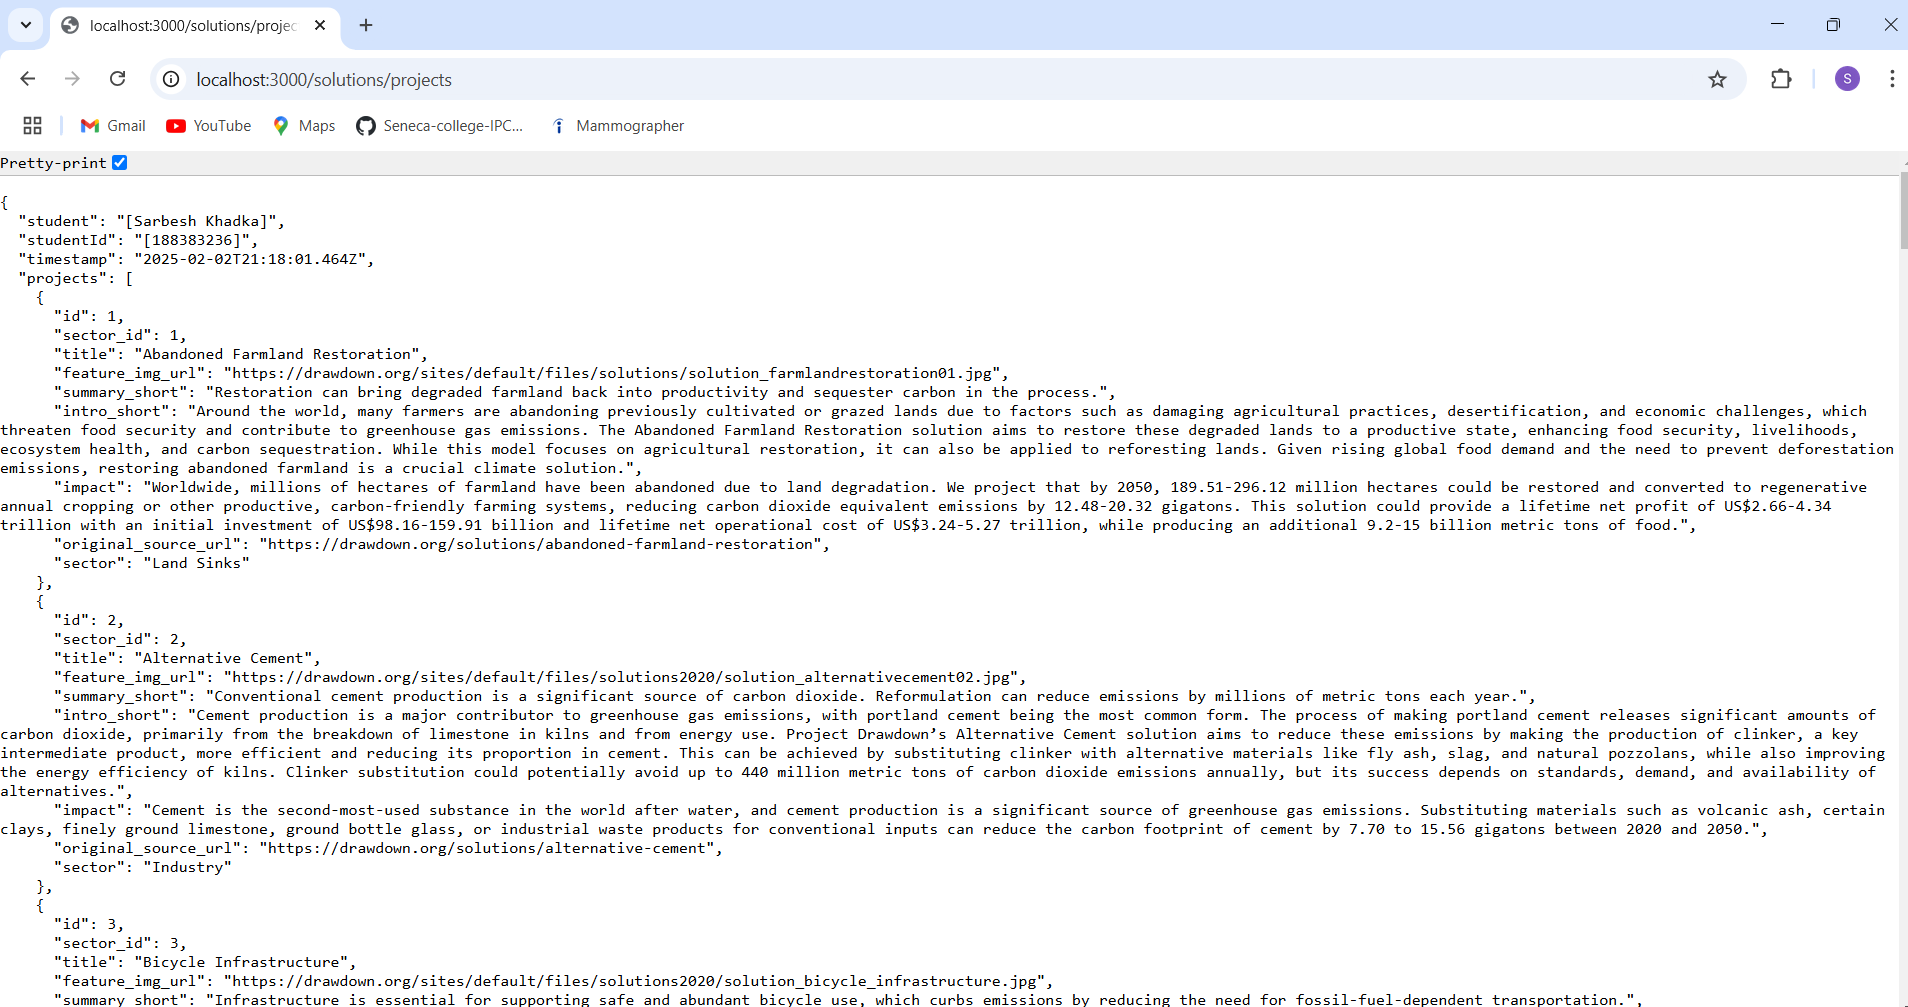 localhost:3000/solutions/projec
localhost:3000/solutions/projects
S
Gmail YouTube Maps Seneca-college-IPC... Mammographer
Pretty-print
{
"student": "[Sarbesh Khadka]",
"studentId": "[188383236]",
"timestamp": "2025-02-02T21:18:01.464Z",
"projects": [
{
"id": 1,
"sector_id": 1,
"title": "Abandoned Farmland Restoration",
"feature_img_url": "https://drawdown.org/sites/default/files/solutions/solution_farmlandrestoration01.jpg",
"summary_short": "Restoration can bring degraded farmland back into productivity and sequester carbon in the process.",
"intro_short": "Around the world, many farmers are abandoning previously cultivated or grazed lands due to factors such as damaging agricultural practices, desertification, and economic challenges, which
threaten food security and contribute to greenhouse gas emissions. The Abandoned Farmland Restoration solution aims to restore these degraded lands to a productive state, enhancing food security, livelihoods,
ecosystem health, and carbon sequestration. While this model focuses on agricultural restoration, it can also be applied to reforesting lands. Given rising global food demand and the need to prevent deforestation
emissions, restoring abandoned farmland is a crucial climate solution.",
"impact": "Worldwide, millions of hectares of farmland have been abandoned due to land degradation. We project that by 2050, 189.51-296.12 million hectares could be restored and converted to regenerative
annual cropping or other productive, carbon-friendly farming systems, reducing carbon dioxide equivalent emissions by 12.48-20.32 gigatons. This solution could provide a lifetime net profit of US$2.66-4.34
trillion with an initial investment of US$98.16-159.91 billion and lifetime net operational cost of US$3.24-5.27 trillion, while producing an additional 9.2-15 billion metric tons of food.",
"original_source_url": "https://drawdown.org/solutions/abandoned-farmland-restoration",
"sector": "Land Sinks"
},
{
"id": 2,
"sector_id": 2,
"title": "Alternative Cement",
"feature_img_url": "https://drawdown.org/sites/default/files/solutions2020/solution_alternativecement02.jpg",
"summary_short": "Conventional cement production is a significant source of carbon dioxide. Reformulation can reduce emissions by millions of metric tons each year.",
"intro_short": "Cement production is a major contributor to greenhouse gas emissions, with portland cement being the most common form. The process of making portland cement releases significant amounts of
carbon dioxide, primarily from the breakdown of limestone in kilns and from energy use. Project Drawdown’s Alternative Cement solution aims to reduce these emissions by making the production of clinker, a key
intermediate product, more efficient and reducing its proportion in cement. This can be achieved by substituting clinker with alternative materials like fly ash, slag, and natural pozzolans, while also improving
the energy efficiency of kilns. Clinker substitution could potentially avoid up to 440 million metric tons of carbon dioxide emissions annually, but its success depends on standards, demand, and availability of
alternatives.",
"impact": "Cement is the second-most-used substance in the world after water, and cement production is a significant source of greenhouse gas emissions. Substituting materials such as volcanic ash, certain
clays, finely ground limestone, ground bottle glass, or industrial waste products for conventional inputs can reduce the carbon footprint of cement by 7.70 to 15.56 gigatons between 2020 and 2050.",
"original_source_url": "https://drawdown.org/solutions/alternative-cement",
"sector": "Industry"
},
{
"id": 3,
"sector_id": 3,
"title": "Bicycle Infrastructure",
"feature_img_url": "https://drawdown.org/sites/default/files/solutions2020/solution_bicycle_infrastructure.jpg",
"summary short": "Infrastructure is essential for supporting safe and abundant bicycle use, which curbs emissions by reducing the need for fossil-fuel-dependent transportation.",